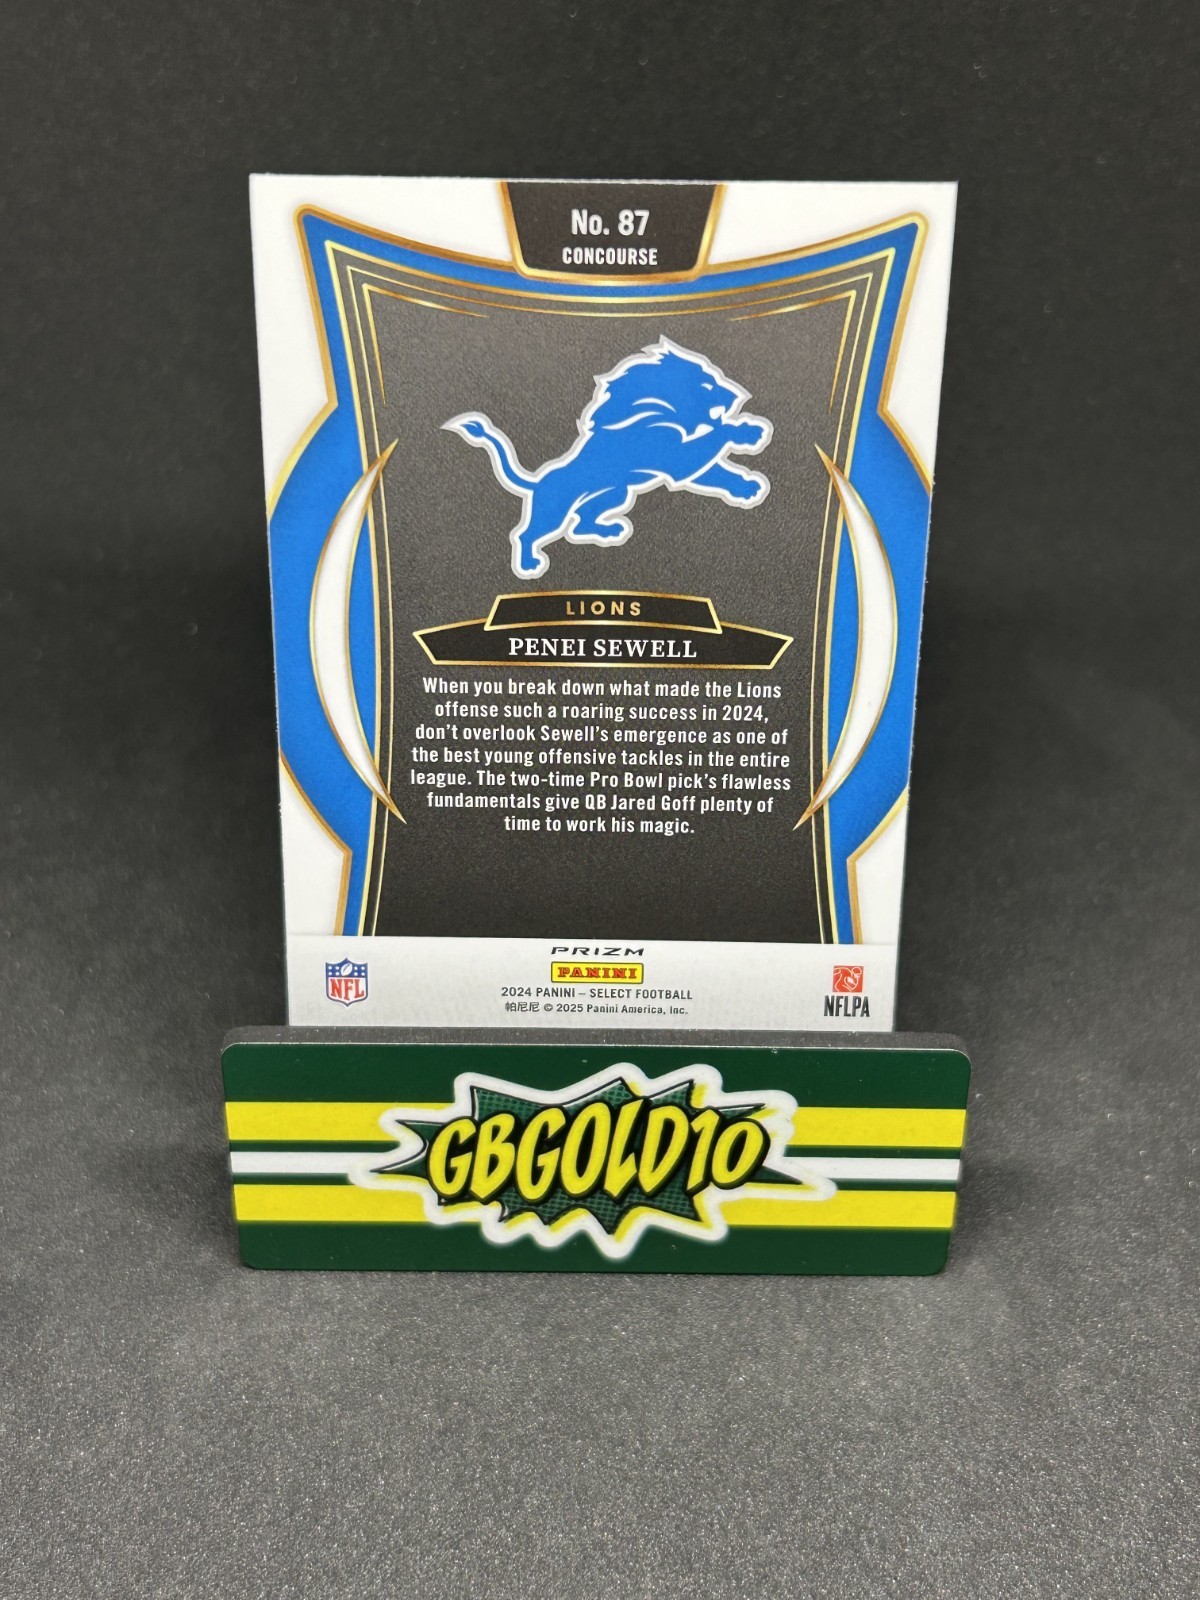 No. 87
CONCOURSE
LIONS
PENEI SEWELL
When you break down what made the Lions
offense such a roaring success in 2024,
don't overlook Sewell's emergence as one of
the best young offensive tackles in the entire
league. The two-time Pro Bowl pick's flawless
fundamentals give QB Jared Goff plenty of
time to work his magic.
PRIZM
NFL
PANINI
2024 PANINI – SELECT FOOTBALL
帕尼尼 © 2025 Panini America, Inc.
NFLPA
GBGOLD10